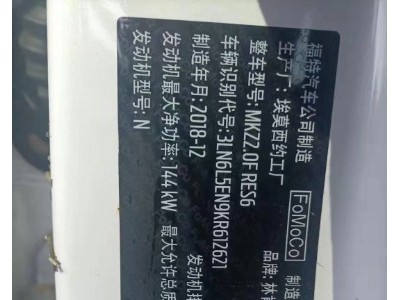 福特汽车公司制造 FoMoCo
生产厂:埃莫西约工厂 制造
整车型号:MKZ2.0F RES6 品牌:林
车辆识别代号:3LN6L5EN9KR612621
制造年月:2018-12 发动机排
发动机最大净功率:144 kW 最大允许总质
发动机型号:N